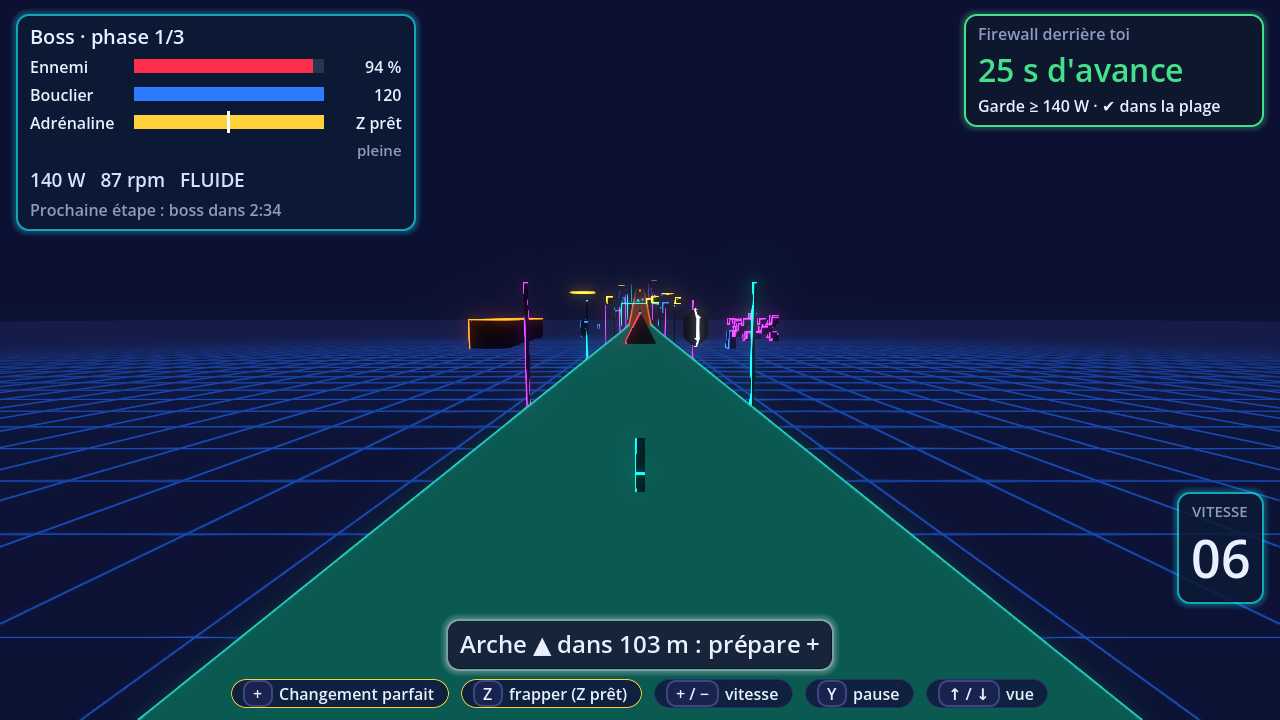 Boss · phase 1/3
Ennemi 94 %
Bouclier 120
Adrénaline Z prêt
pleine
140 W 87 rpm FLUIDE
Prochaine étape : boss dans 2:34
Firewall derrière toi
25 s d'avance
Garde ≥ 140 W · ✔ dans la plage
VITESSE
06
Arche ▲ dans 103 m : prépare +
+ Changement parfait Z frapper (Z prêt) + / − vitesse Y pause ↑ / ↓ vue